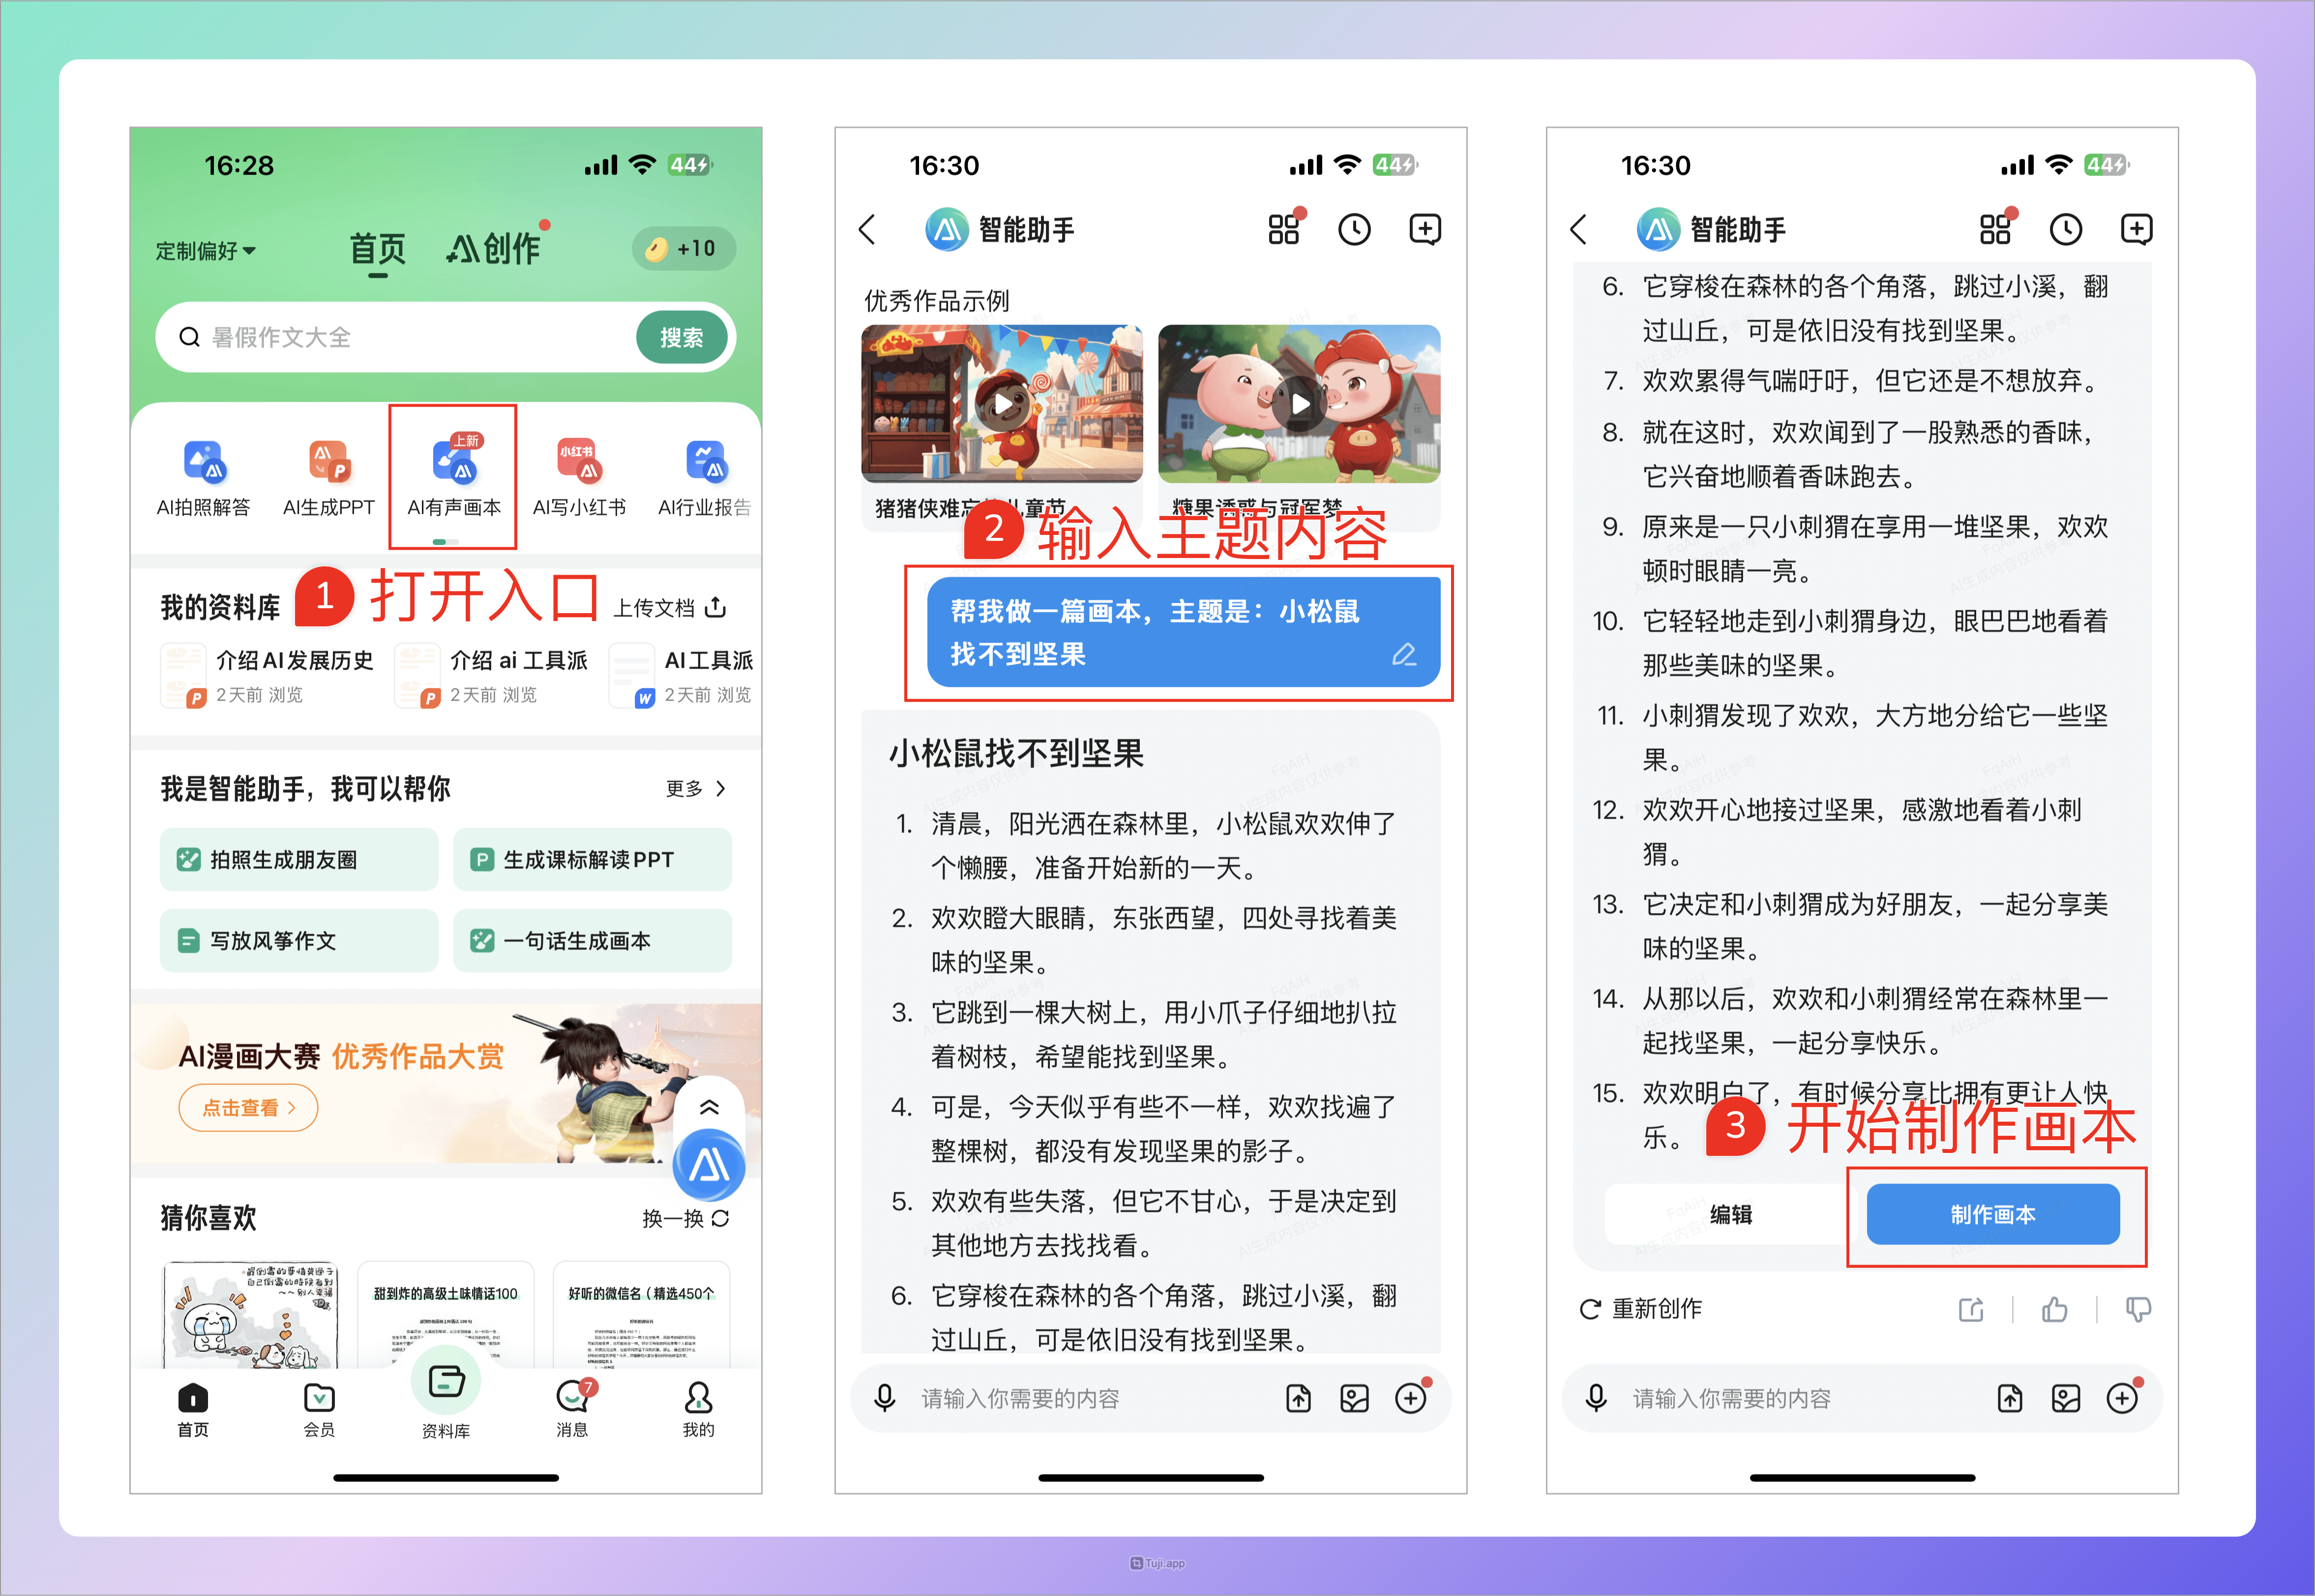 16:28
44
定制偏好
首页
AI创作
+10
暑假作文大全
搜索
上新
小红书
P
AI拍照解答
AI生成PPT
AI有声画本
AI写小红书
AI行业报告
1 打开入口
我的资料库
上传文档
介绍AI发展历史
2天前 浏览
P
介绍 ai 工具派
2天前 浏览
P
AI工具派
2天前 浏览
W
我是智能助手，我可以帮你
更多
拍照生成朋友圈
P 生成课标解读PPT
写放风筝作文
一句话生成画本
AI漫画大赛 优秀作品大赏
点击查看
猜你喜欢
换一换
甜到炸的高级土味情话100
好听的微信名（精选450个
首页
会员
资料库
7
消息
我的
16:30
44
智能助手
优秀作品示例
糖果诱惑与冠军梦
2 输入主题内容
帮我做一篇画本，主题是：小松鼠
找不到坚果
小松鼠找不到坚果
1. 清晨，阳光洒在森林里，小松鼠欢欢伸了
个懒腰，准备开始新的一天。
2. 欢欢瞪大眼睛，东张西望，四处寻找着美
味的坚果。
3. 它跳到一棵大树上，用小爪子仔细地扒拉
着树枝，希望能找到坚果。
4. 可是，今天似乎有些不一样，欢欢找遍了
整棵树，都没有发现坚果的影子。
5. 欢欢有些失落，但它不甘心，于是决定到
其他地方去找找看。
6. 它穿梭在森林的各个角落，跳过小溪，翻
过山丘，可是依旧没有找到坚果。
请输入你需要的内容
16:30
44
智能助手
6. 它穿梭在森林的各个角落，跳过小溪，翻
过山丘，可是依旧没有找到坚果。
7. 欢欢累得气喘吁吁，但它还是不想放弃。
8. 就在这时，欢欢闻到了一股熟悉的香味，
它兴奋地顺着香味跑去。
9. 原来是一只小刺猬在享用一堆坚果，欢欢
顿时眼睛一亮。
10. 它轻轻地走到小刺猬身边，眼巴巴地看着
那些美味的坚果。
11. 小刺猬发现了欢欢，大方地分给它一些坚
果。
12. 欢欢开心地接过坚果，感激地看着小刺
猬。
13. 它决定和小刺猬成为好朋友，一起分享美
味的坚果。
14. 从那以后，欢欢和小刺猬经常在森林里一
起找坚果，一起分享快乐。
15. 欢欢明白了，有时候分享比拥有更让人快
乐。
3 开始制作画本
编辑
制作画本
重新创作
请输入你需要的内容
Tuji.app